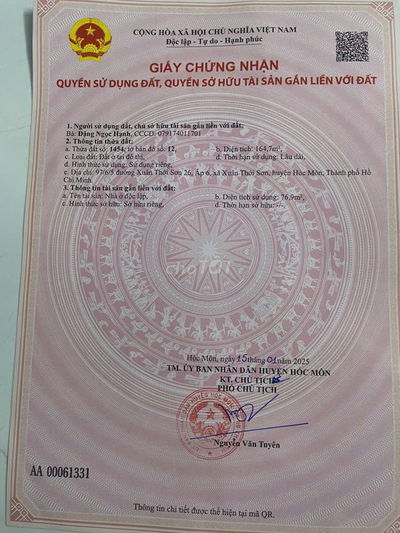 CỘNG HÒA XÃ HỘI CHỦ NGHĨA VIỆT NAM
Độc lập - Tự do - Hạnh phúc
GIẤY CHỨNG NHẬN
QUYỀN SỬ DỤNG ĐẤT, QUYỀN SỞ HỮU TÀI SẢN GẮN LIỀN VỚI ĐẤT
1. Người sử dụng đất, chủ sở hữu tài sản gắn liền với đất:
Bà: Đặng Ngọc Hạnh, CCCD: 079174011701
2. Thông tin thửa đất:
a. Thửa đất số: 1454, tờ bản đồ số: 12, b. Diện tích: 164,7m²,
c. Loại đất: Đất ở tại đô thị, d. Thời hạn sử dụng: Lâu dài,
đ. Hình thức sử dụng: Sử dụng riêng,
e. Địa chỉ: 97/6/5 đường Xuân Thới Sơn 26, Ấp 6, xã Xuân Thới Sơn, huyện Hóc Môn, Thành phố Hồ
Chí Minh.
3. Thông tin tài sản gắn liền với đất:
a. Tên tài sản: Nhà ở độc lập, b. Diện tích sử dụng: 76,9m²,
c. Hình thức sở hữu: Sở hữu riêng, d. Thời hạn sở hữu: -/-
choTỐT
Hóc Môn, ngày 15 tháng 01 năm 2025
TM. ỦY BAN NHÂN DÂN HUYỆN HÓC MÔN
KT. CHỦ TỊCH
PHÓ CHỦ TỊCH
Nguyễn Văn Tuyên
AA 00061331
Thông tin chi tiết được thể hiện tại mã QR.